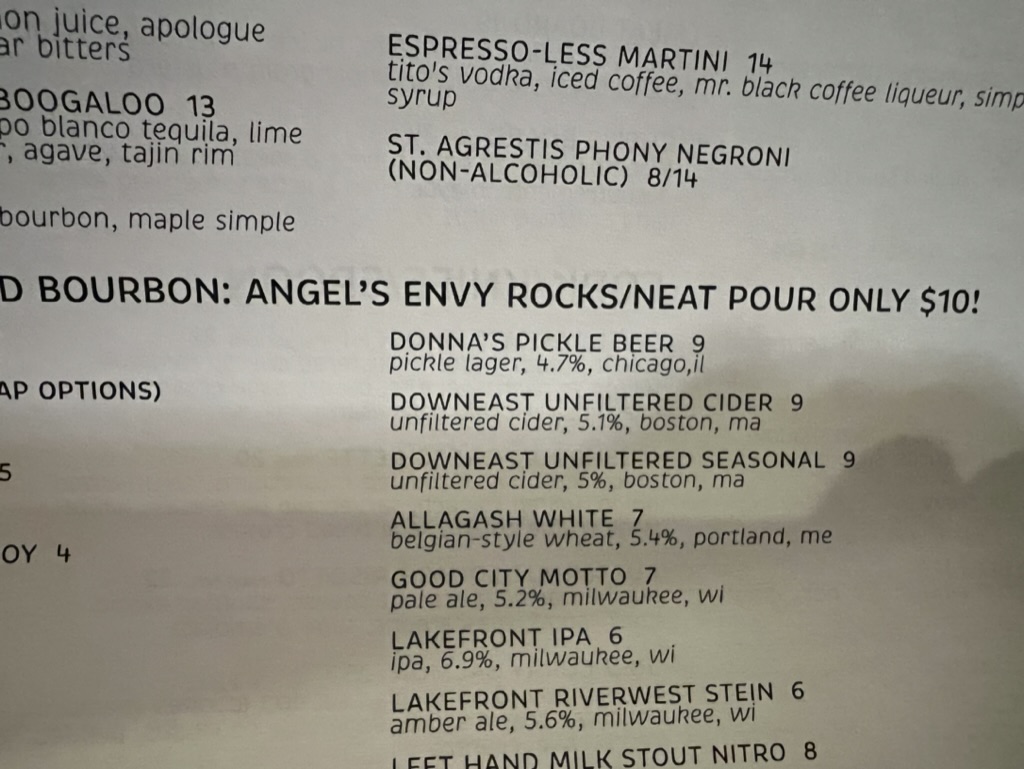 juice, apologue
bitters
BOOGALOO 13
blanco tequila, lime
agave, tajin rim
bourbon, maple simple
ESPRESSO-LESS MARTINI 14
tito's vodka, iced coffee, mr. black coffee liqueur, simp
syrup
ST. AGRESTIS PHONY NEGRONI
(NON-ALCOHOLIC) 8/14
D BOURBON: ANGEL'S ENVY ROCKS/NEAT POUR ONLY $10!
AP OPTIONS)
5
OY 4
DONNA'S PICKLE BEER 9
pickle lager, 4.7%, chicago,il
DOWNEAST UNFILTERED CIDER 9
unfiltered cider, 5.1%, boston, ma
DOWNEAST UNFILTERED SEASONAL 9
unfiltered cider, 5%, boston, ma
ALLAGASH WHITE 7
belgian-style wheat, 5.4%, portland, me
GOOD CITY MOTTO 7
pale ale, 5.2%, milwaukee, wi
LAKEFRONT IPA 6
ipa, 6.9%, milwaukee, wi
LAKEFRONT RIVERWEST STEIN 6
amber ale, 5.6%, milwaukee, wi
LEFT HAND MILK STOUT NITRO 8